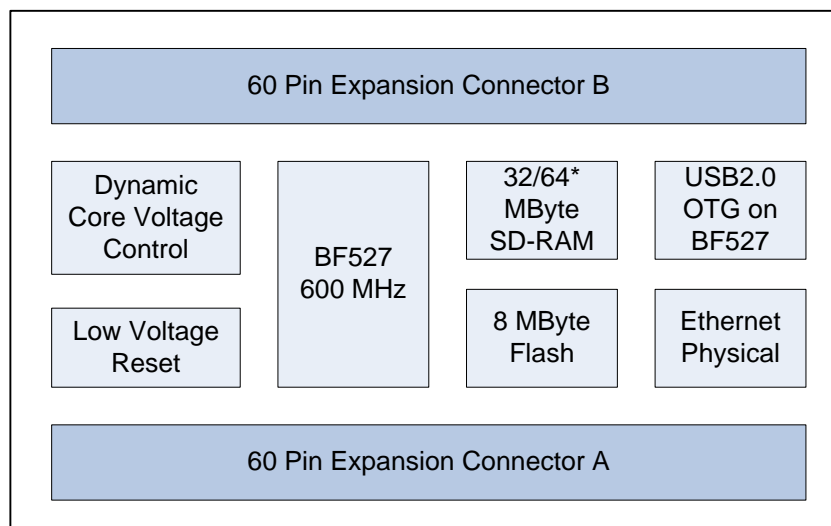 60 Pin Expansion Connector B
Dynamic
Core Voltage
Control
BF527
600 MHz
32/64*
MByte
SD-RAM
USB2.0
OTG on
BF527
Low Voltage
Reset
8 MByte
Flash
Ethernet
Physical
60 Pin Expansion Connector A